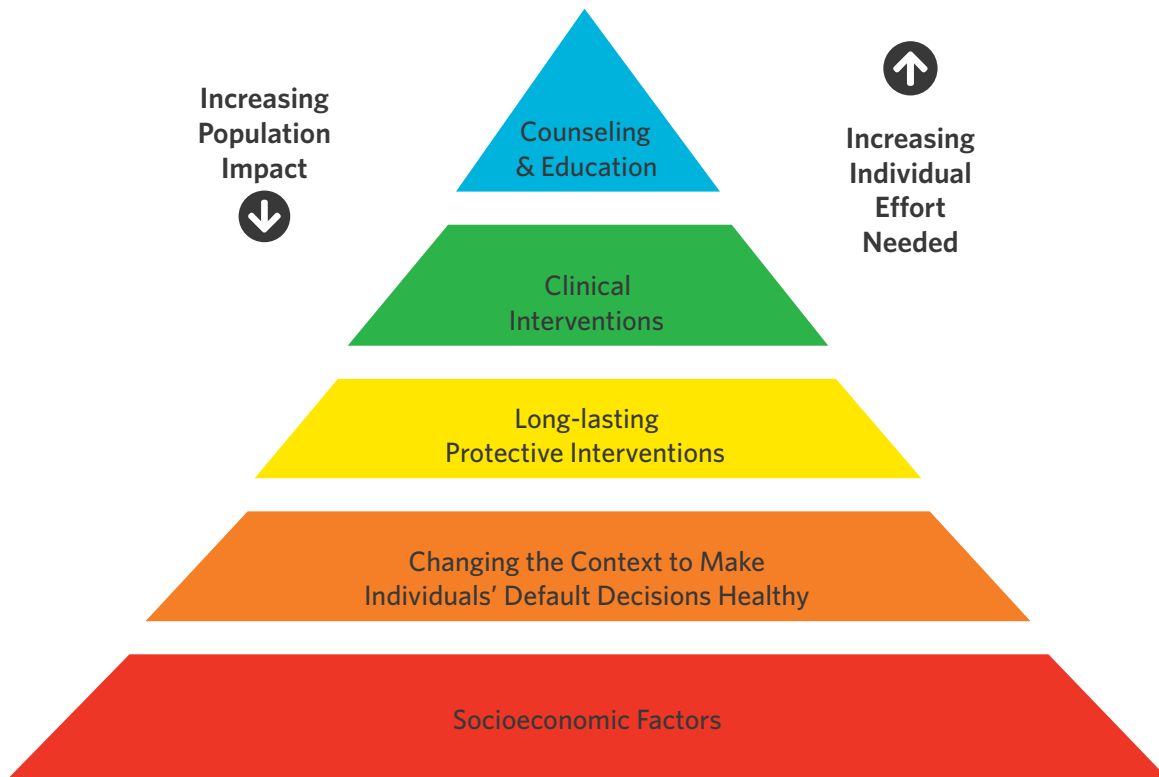 Increasing
Population
Impact
Increasing
Individual
Effort
Needed
Counseling
& Education
Clinical
Interventions
Long-lasting
Protective Interventions
Changing the Context to Make
Individuals’ Default Decisions Healthy
Socioeconomic Factors